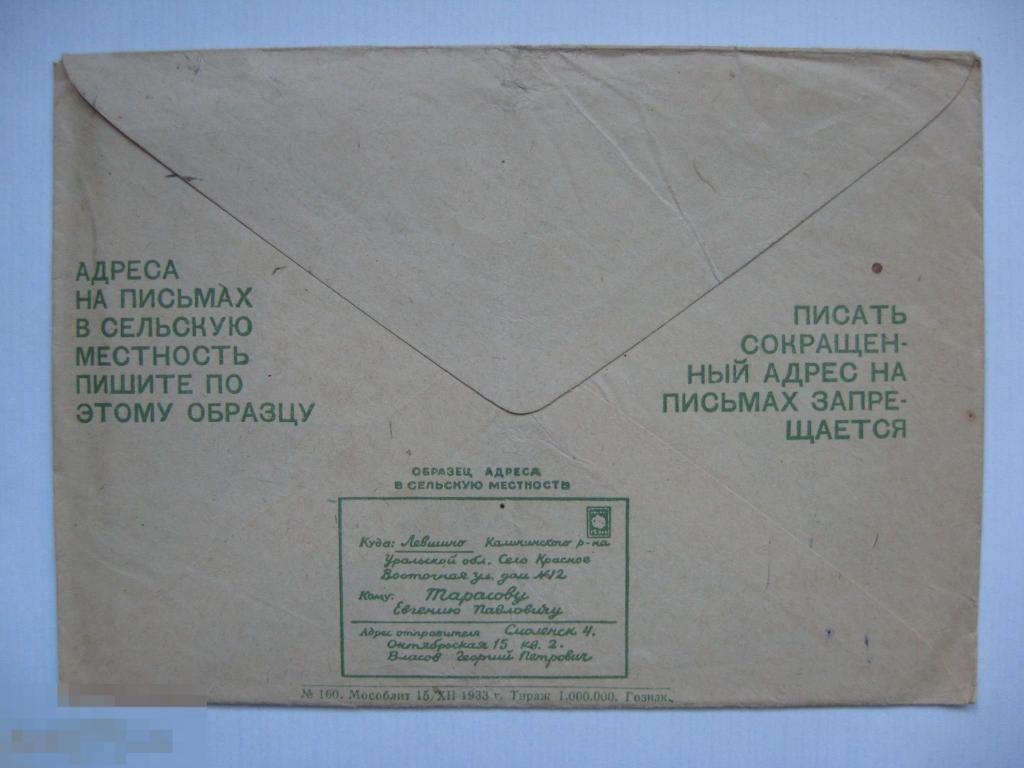 АДРЕСА
НА ПИСЬМАХ
В СЕЛЬСКУЮ
МЕСТНОСТЬ
ПИШИТЕ ПО
ЭТОМУ ОБРАЗЦУ
ПИСАТЬ
СОКРАЩЕН-
НЫЙ АДРЕС НА
ПИСЬМАХ ЗАПРЕ-
ЩАЕТСЯ
ОБРАЗЕЦ АДРЕСА
В СЕЛЬСКУЮ МЕСТНОСТЬ
Куда: Левшино Калининского р-на
Уральской обл. Село Красное
Восточная ул. дом №12
Кому: Тарасову
Евгению Павловичу
Адрес отправителя Смоленск 4.
Октябрьская 15 кв. 2.
Власов Георгий Петрович
№ 160. Мособлит 15/XII 1933 г. Тираж 1.000.000. Гознак.